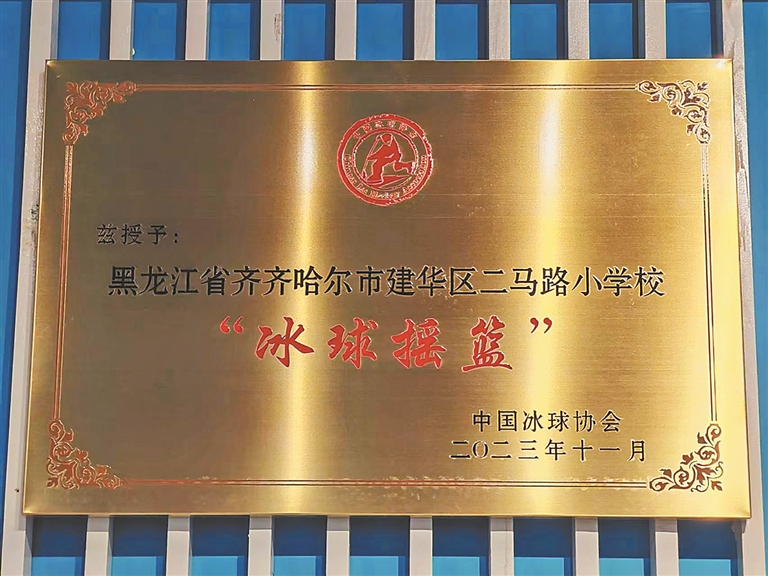 兹授予：
黑龙江省齐齐哈尔市建华区二马路小学校
“冰球摇篮”
中国冰球协会
二〇二三年十一月